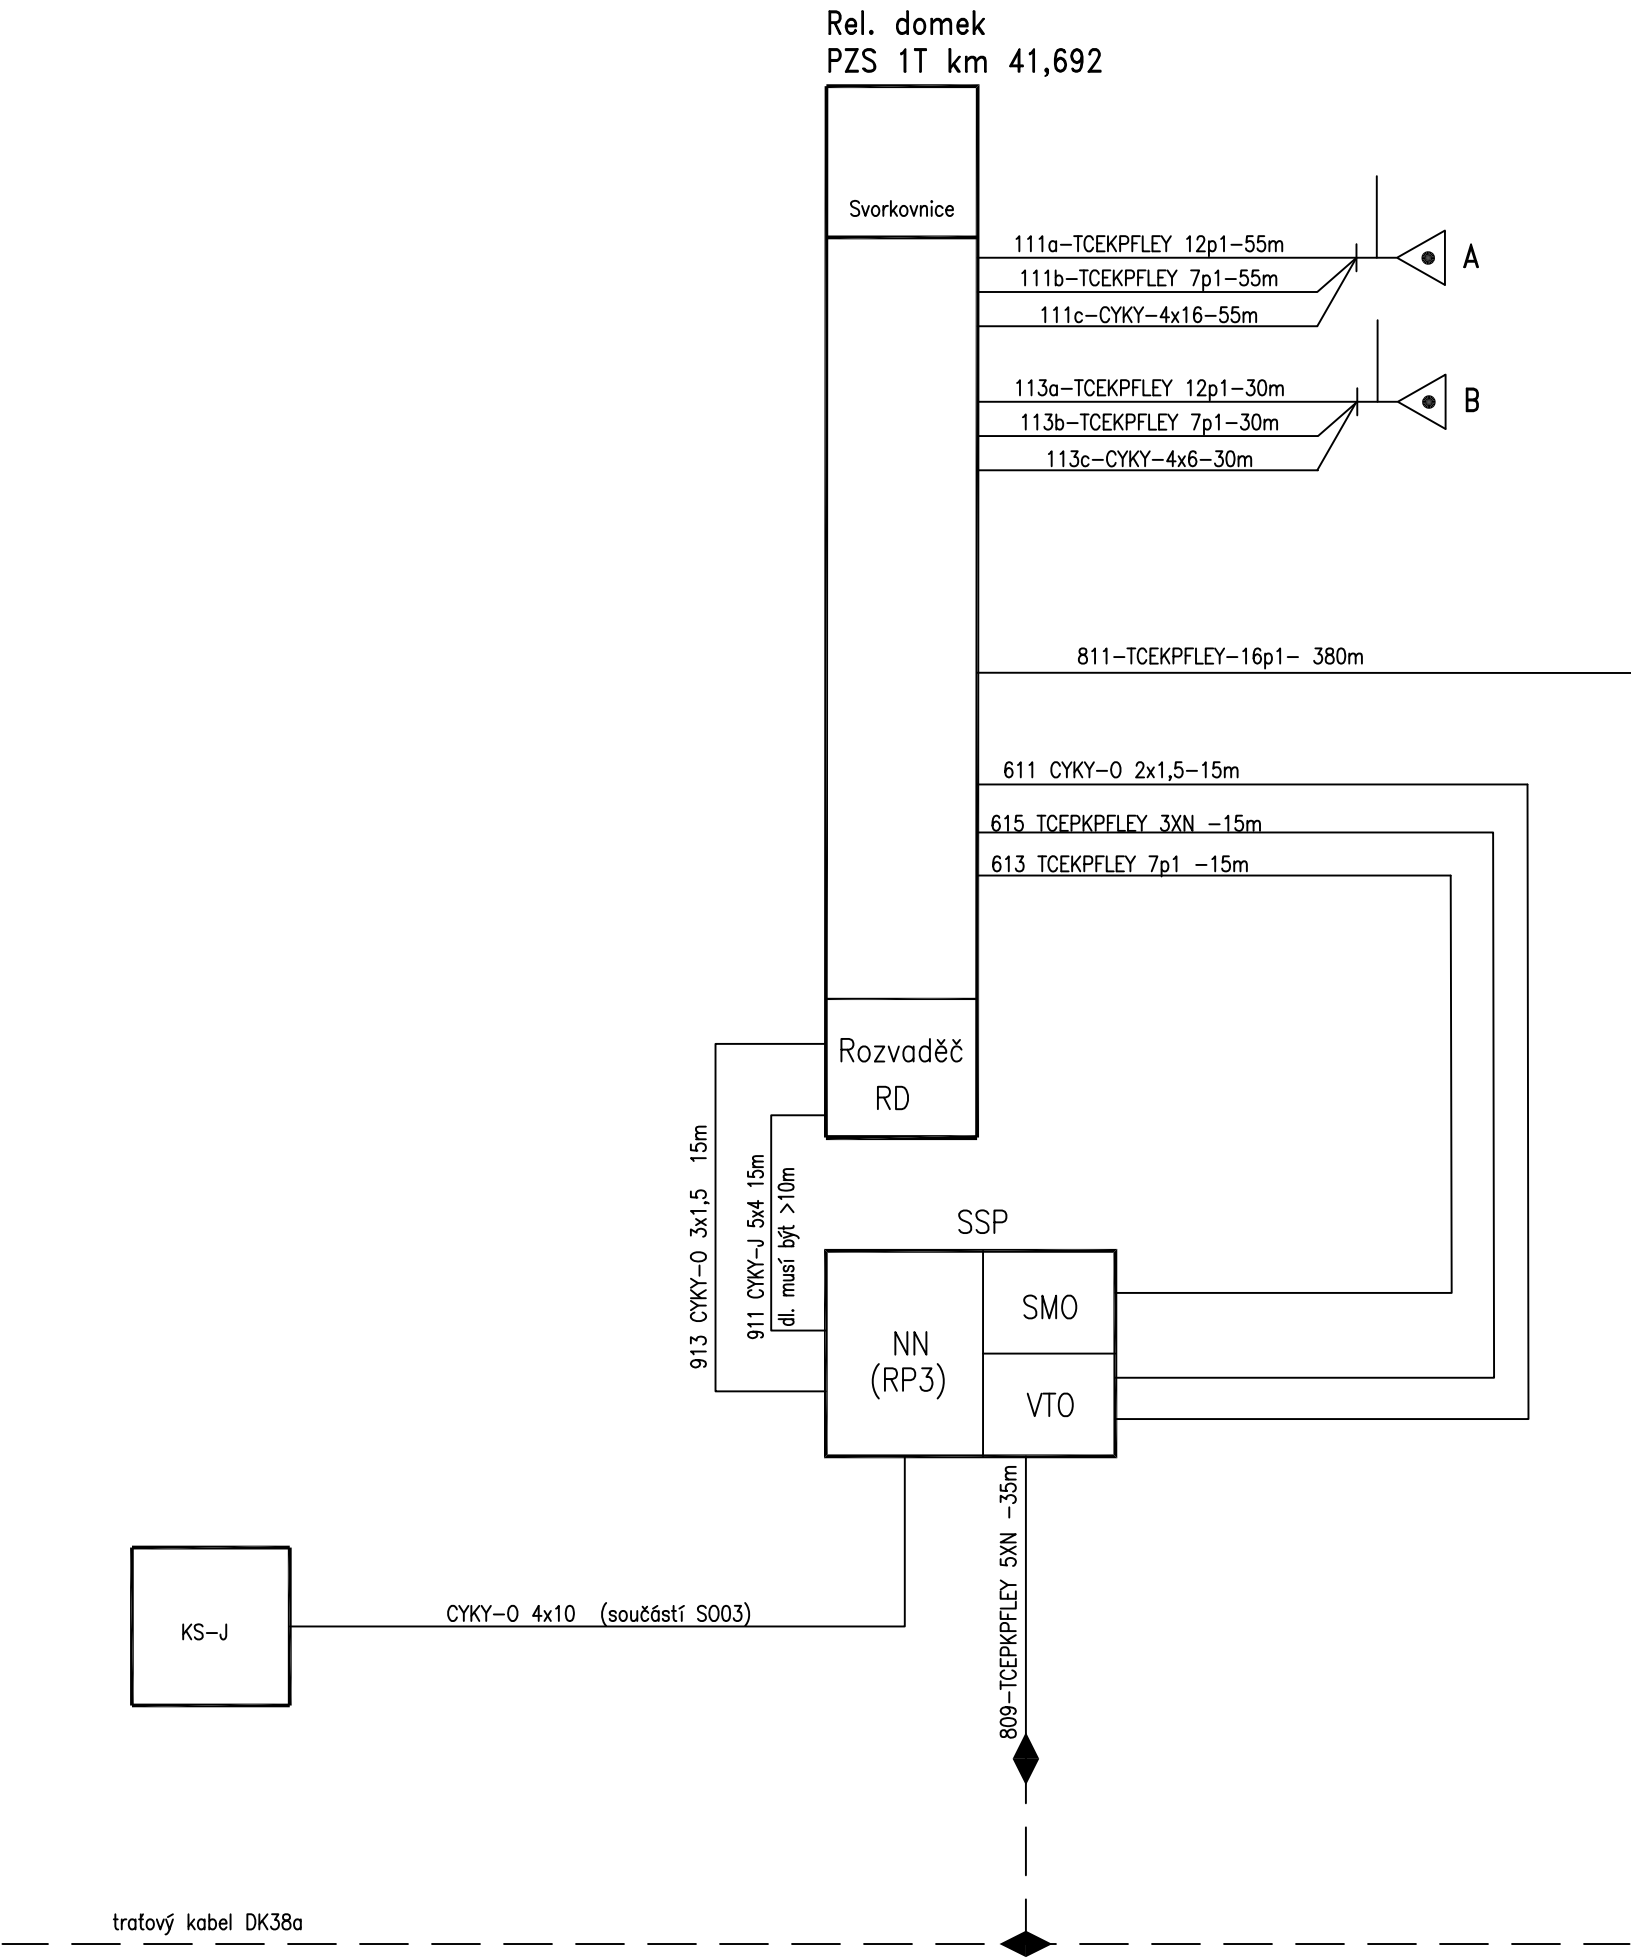 Rel. domek
PZS 1T km 41,692
Svorkovnice
111a-TCEKPFLEY 12p1-55m
A
111b-TCEKPFLEY 7p1-55m
111c-CYKY-4x16-55m
113a-TCEKPFLEY 12p1-30m
B
113b-TCEKPFLEY 7p1-30m
113c-CYKY-4x6-30m
811-TCEKPFLEY-16p1- 380m
611 CYKY-O 2x1,5-15m
615 TCEPKPFLEY 3XN -15m
613 TCEKPFLEY 7p1 -15m
Rozvaděč
RD
913 CYKY-O 3x1,5 15m
911 CYKY-J 5x4 15m
dl. musí být >10m
SSP
NN
(RP3)
SMO
VTO
809-TCEPKPFLEY 5XN -35m
KS-J
CYKY-O 4x10 (součástí SO03)
traťový kabel DK38a